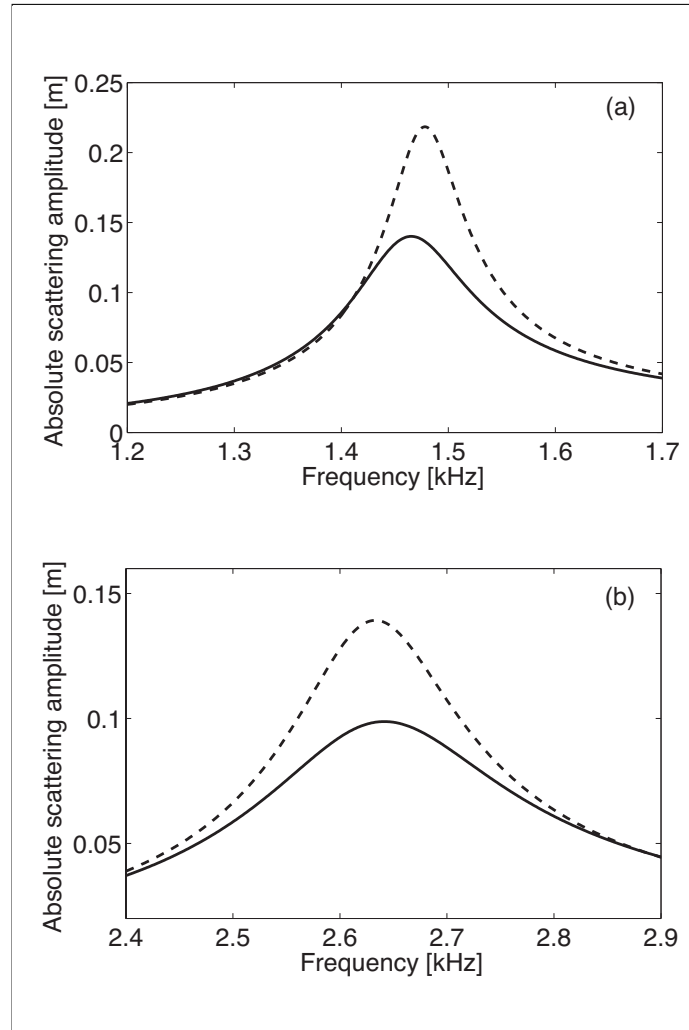 (a)
Absolute scattering amplitude [m]
0.25
0.2
0.15
0.1
0.05
0
1.2 1.3 1.4 1.5 1.6 1.7
Frequency [kHz]
(b)
Absolute scattering amplitude [m]
0.15
0.1
0.05
2.4 2.5 2.6 2.7 2.8 2.9
Frequency [kHz]